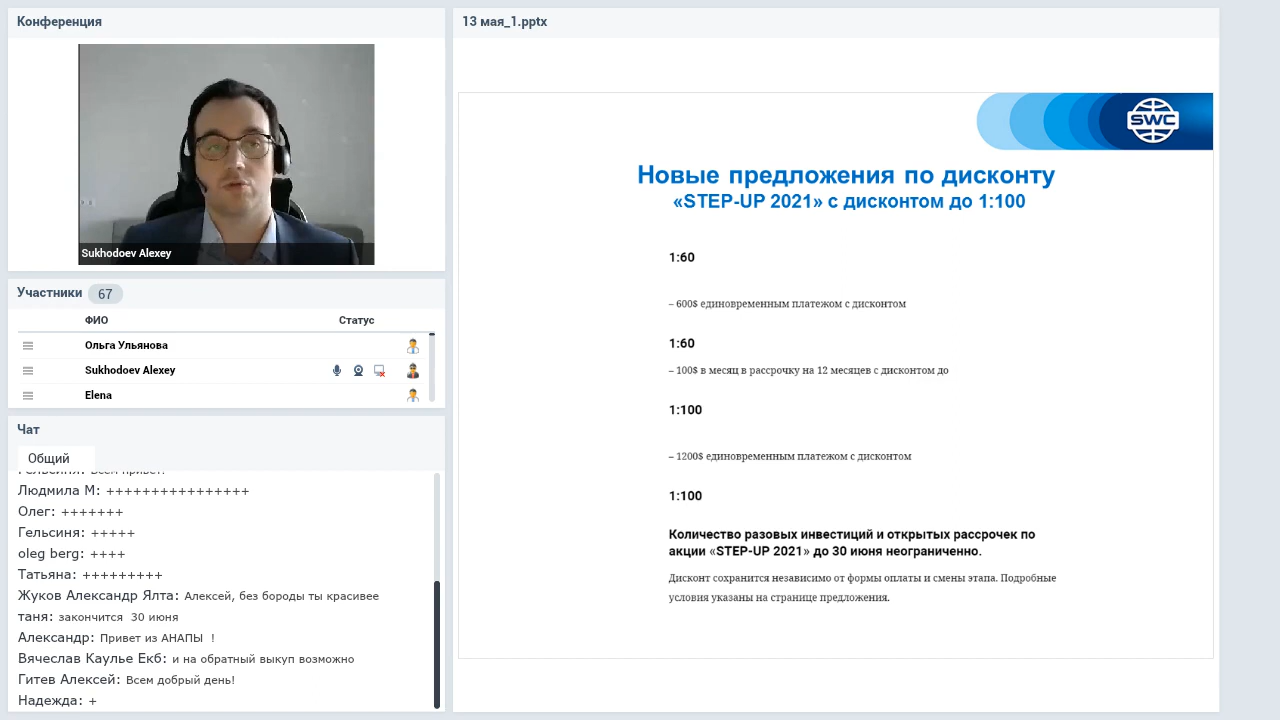 Конференция
Sukhodoev Alexey
Участники 67
ФИО Статус
Ольга Ульянова
Sukhodoev Alexey
Elena
Чат
Общий
Гельсиня: Всем привет!
Людмила М: ++++++++++++++++
Олег: +++++++
Гельсиня: +++++
oleg berg: ++++
Татьяна: +++++++++
Жуков Александр Ялта: Алексей, без бороды ты красивее
таня: закончится 30 июня
Александр: Привет из АНАПЫ !
Вячеслав Каулье Екб: и на обратный выкуп возможно
Гитев Алексей: Всем добрый день!
Надежда: +
13 мая_1.pptx
SWC
Новые предложения по дисконту
«STEP-UP 2021» с дисконтом до 1:100
1:60
– 600$ единовременным платежом с дисконтом
1:60
– 100$ в месяц в рассрочку на 12 месяцев с дисконтом до
1:100
– 1200$ единовременным платежом с дисконтом
1:100
Количество разовых инвестиций и открытых рассрочек по
акции «STEP-UP 2021» до 30 июня неограниченно.
Дисконт сохранится независимо от формы оплаты и смены этапа. Подробные
условия указаны на странице предложения.